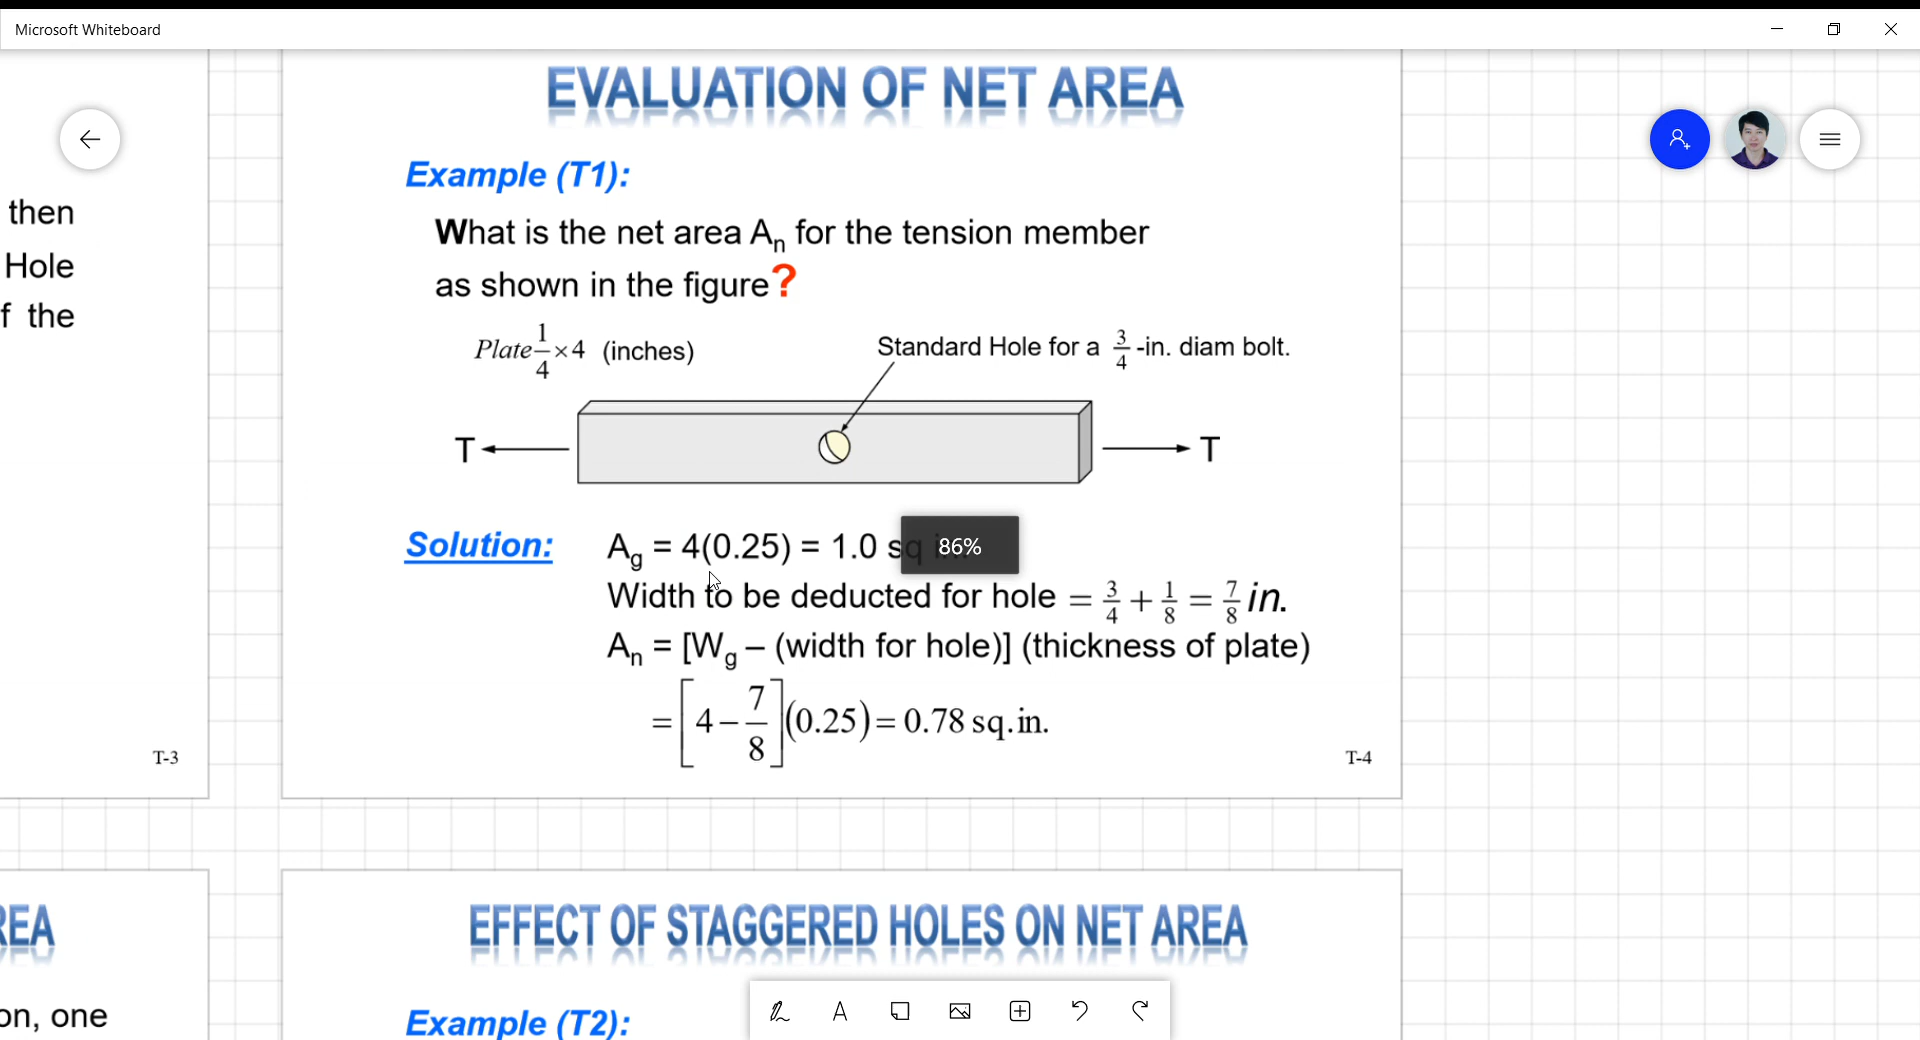 Microsoft Whiteboard
EVALUATION OF NET AREA
Example (T1):
then
What is the net area Aₙ for the tension member
Hole
as shown in the figure?
f the
Plate 1/4 × 4 (inches)
Standard Hole for a 3/4 -in. diam bolt.
T
T
Solution:
A_g = 4(0.25) = 1.0 sq
86%
Width to be deducted for hole = 3/4 + 1/8 = 7/8 in.
Aₙ = [W_g – (width for hole)] (thickness of plate)
= [4 − 7/8](0.25) = 0.78 sq.in.
T-3
T-4
REA
EFFECT OF STAGGERED HOLES ON NET AREA
on, one
Example (T2):